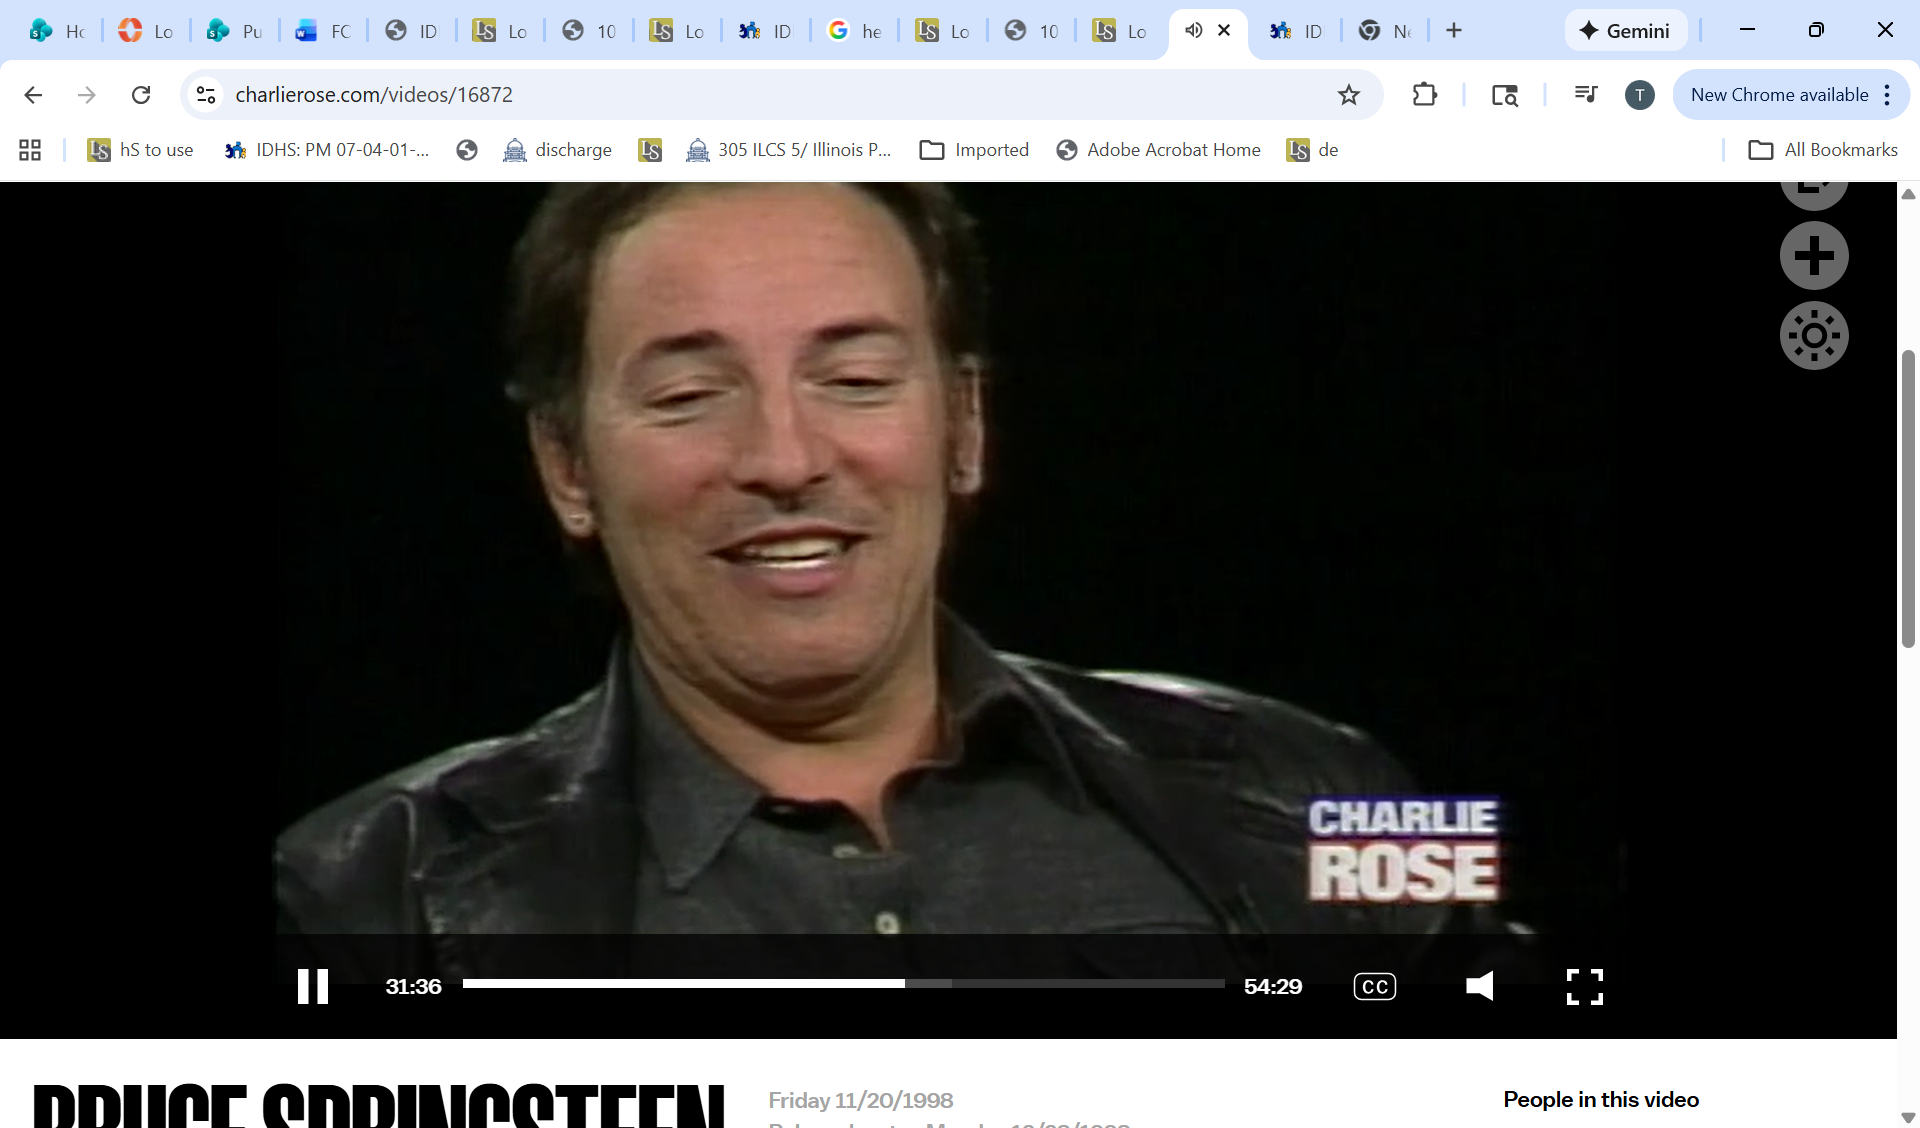 Hc Lo Pu FC ID Lo 10 Lo ID he Lo 10 Lo ID Ne Gemini
charlierose.com/videos/16872 T New Chrome available
hS to use IDHS: PM 07-04-01-... discharge 305 ILCS 5/ Illinois P... Imported Adobe Acrobat Home de All Bookmarks
CHARLIE
ROSE
31:36 54:29 CC
BRUCE SPRINGSTEEN
Friday 11/20/1998
People in this video